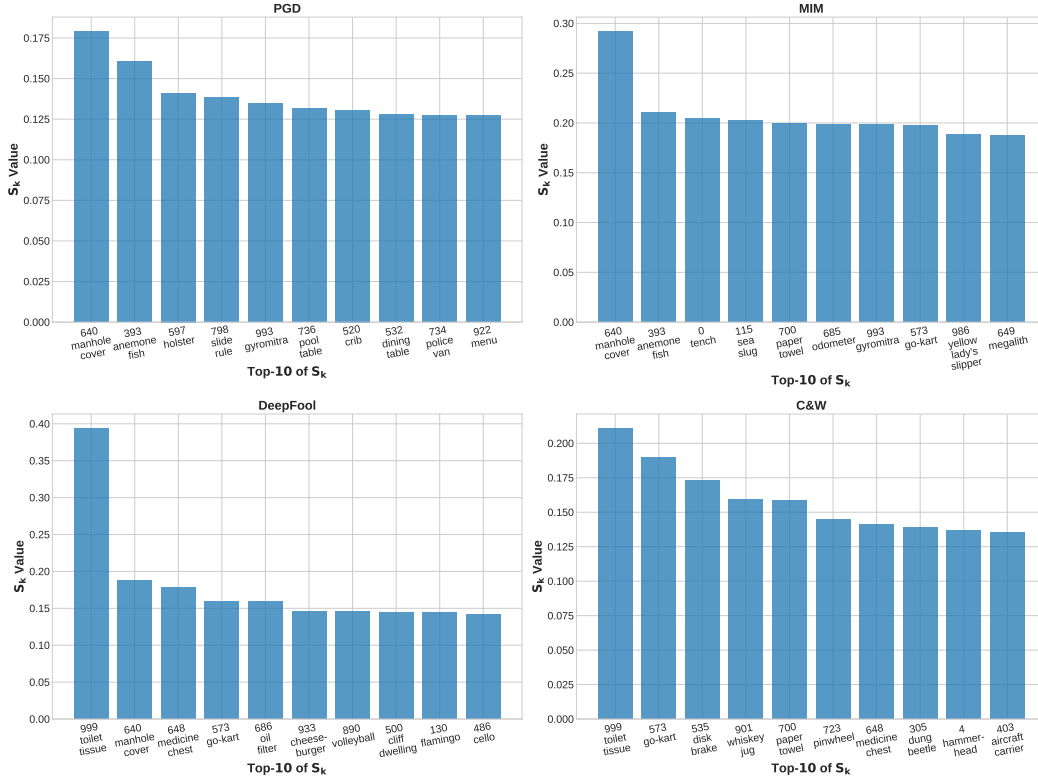 PGD
S_k Value
0.175
0.150
0.125
0.100
0.075
0.050
0.025
0.000
640
manhole
cover
393
anemone
fish
597
holster
798
slide
rule
993
gyromitra
736
pool
table
520
crib
532
dining
table
734
police
van
922
menu
Top-10 of S_k
MIM
S_k Value
0.30
0.25
0.20
0.15
0.10
0.05
0.00
640
manhole
cover
393
anemone
fish
0
tench
115
sea
slug
700
paper
towel
685
odometer
993
gyromitra
573
go-kart
986
yellow
lady's
slipper
649
megalith
Top-10 of S_k
DeepFool
S_k Value
0.40
0.35
0.30
0.25
0.20
0.15
0.10
0.05
0.00
999
toilet
tissue
640
manhole
cover
648
medicine
chest
573
go-kart
686
oil
filter
933
cheese-
burger
890
volleyball
500
cliff
dwelling
130
flamingo
486
cello
Top-10 of S_k
C&W
S_k Value
0.200
0.175
0.150
0.125
0.100
0.075
0.050
0.025
0.000
999
toilet
tissue
573
go-kart
535
disk
brake
901
whiskey
jug
700
paper
towel
723
pinwheel
648
medicine
chest
305
dung
beetle
4
hammer-
head
403
aircraft
carrier
Top-10 of S_k